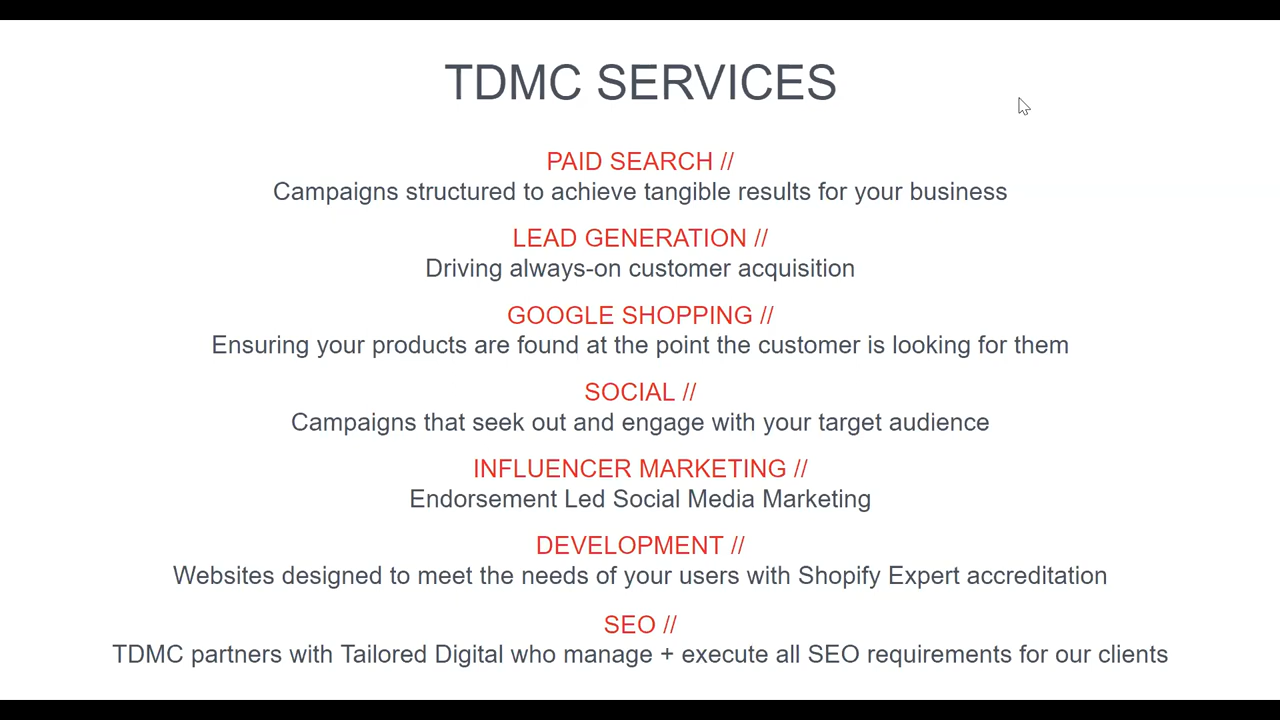 TDMC SERVICES
PAID SEARCH //
Campaigns structured to achieve tangible results for your business
LEAD GENERATION //
Driving always-on customer acquisition
GOOGLE SHOPPING //
Ensuring your products are found at the point the customer is looking for them
SOCIAL //
Campaigns that seek out and engage with your target audience
INFLUENCER MARKETING //
Endorsement Led Social Media Marketing
DEVELOPMENT //
Websites designed to meet the needs of your users with Shopify Expert accreditation
SEO //
TDMC partners with Tailored Digital who manage + execute all SEO requirements for our clients